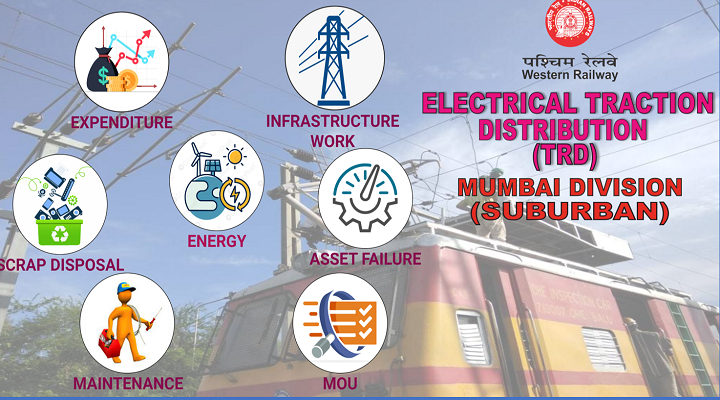 पश्चिम रेलवे
Western Railway
ELECTRICAL TRACTION
DISTRIBUTION
(TRD)
MUMBAI DIVISION
(SUBURBAN)
EXPENDITURE
INFRASTRUCTURE
WORK
SCRAP DISPOSAL
ENERGY
ASSET FAILURE
MAINTENANCE
MOU